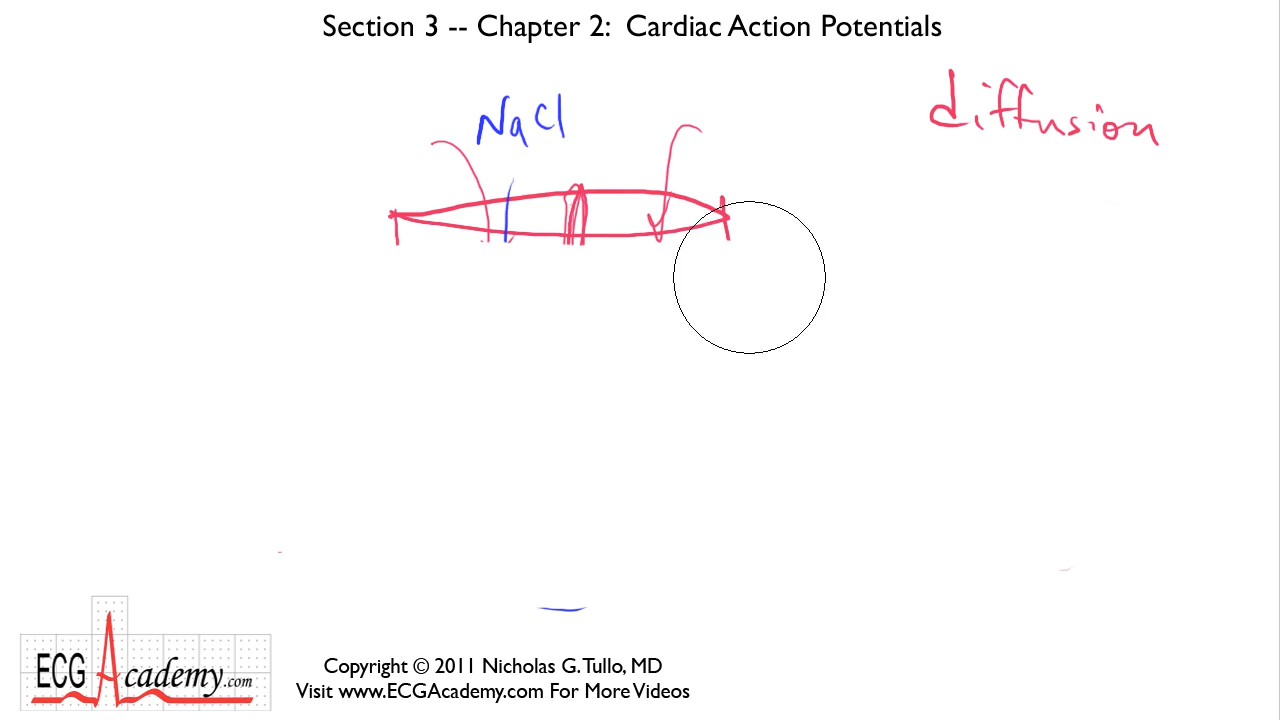 Section 3 -- Chapter 2: Cardiac Action Potentials
diffusion
NaCl
ECG Academy.com
Copyright © 2011 Nicholas G. Tullo, MD
Visit www.ECGAcademy.com For More Videos